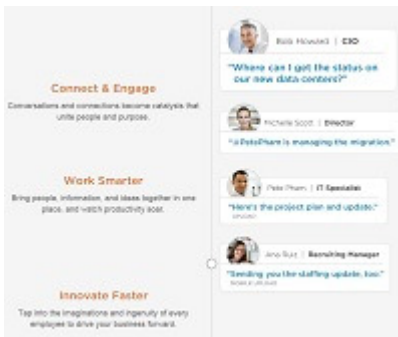 Connect & Engage
Conversations and connections become catalysts that
unite people and purpose.
Work Smarter
Bring people, information, and ideas together in one
place, and watch productivity soar.
Innovate Faster
Tap into the imaginations and ingenuity of every
employee to drive your business forward.
Bob Howard | CIO
"Where can I get the status on
our new data centers?"
Michelle Scott | Director
"@PetePham is managing the migration."
Pete Pham | IT Specialist
"Here's the project plan and update."
Ana Ruiz | Recruiting Manager
"Sending you the staffing update, too."
MOBILE UPLOAD